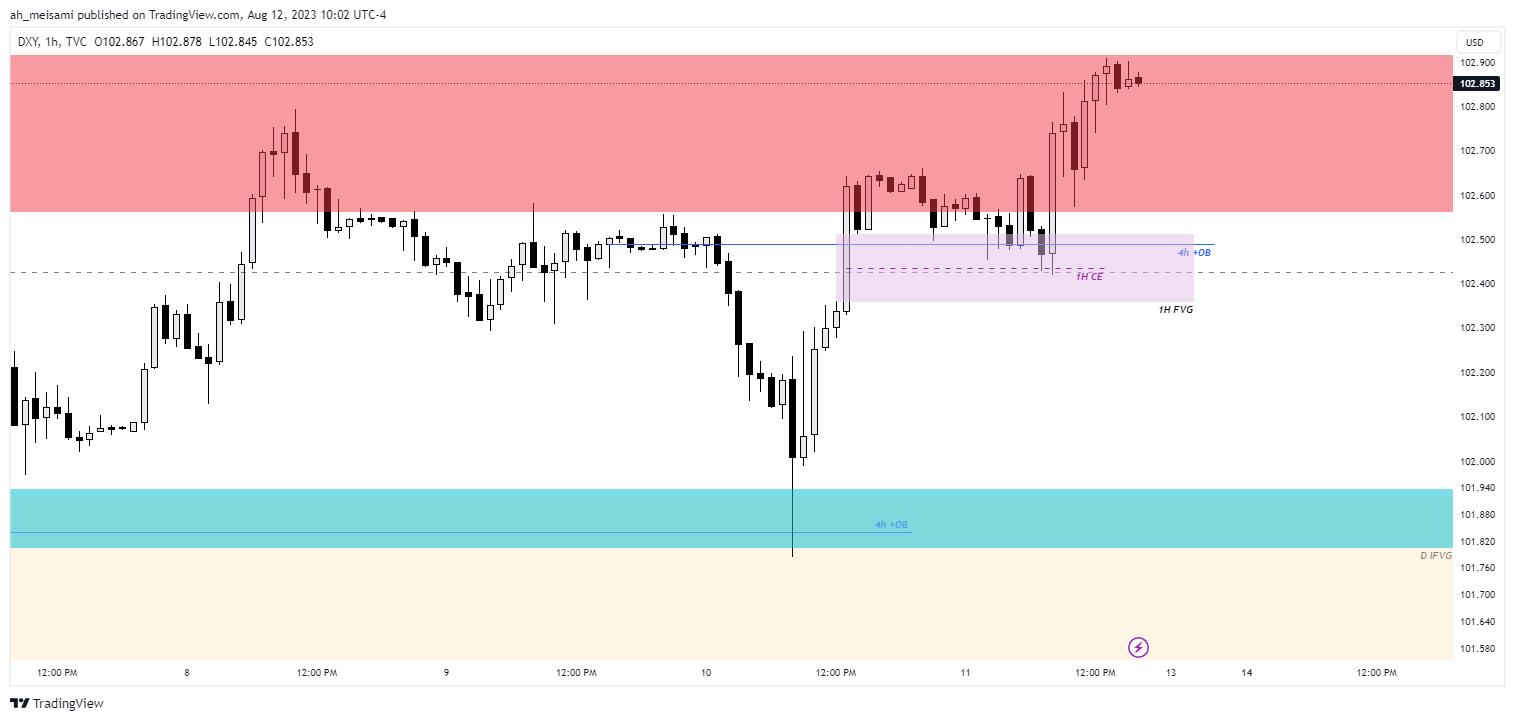 ah_meisami published on TradingView.com, Aug 12, 2023 10:02 UTC-4
DXY, 1h, TVC O102.867 H102.878 L102.845 C102.853
USD
102.900
102.853
102.800
102.700
102.600
102.500
4h +OB
1H CE
102.400
1H FVG
102.300
102.200
102.100
102.000
101.940
101.880
4h +OB
101.820
D IFVG
101.760
101.700
101.640
101.580
12:00 PM 8 12:00 PM 9 12:00 PM 10 12:00 PM 11 12:00 PM 13 14 12:00 PM
TradingView